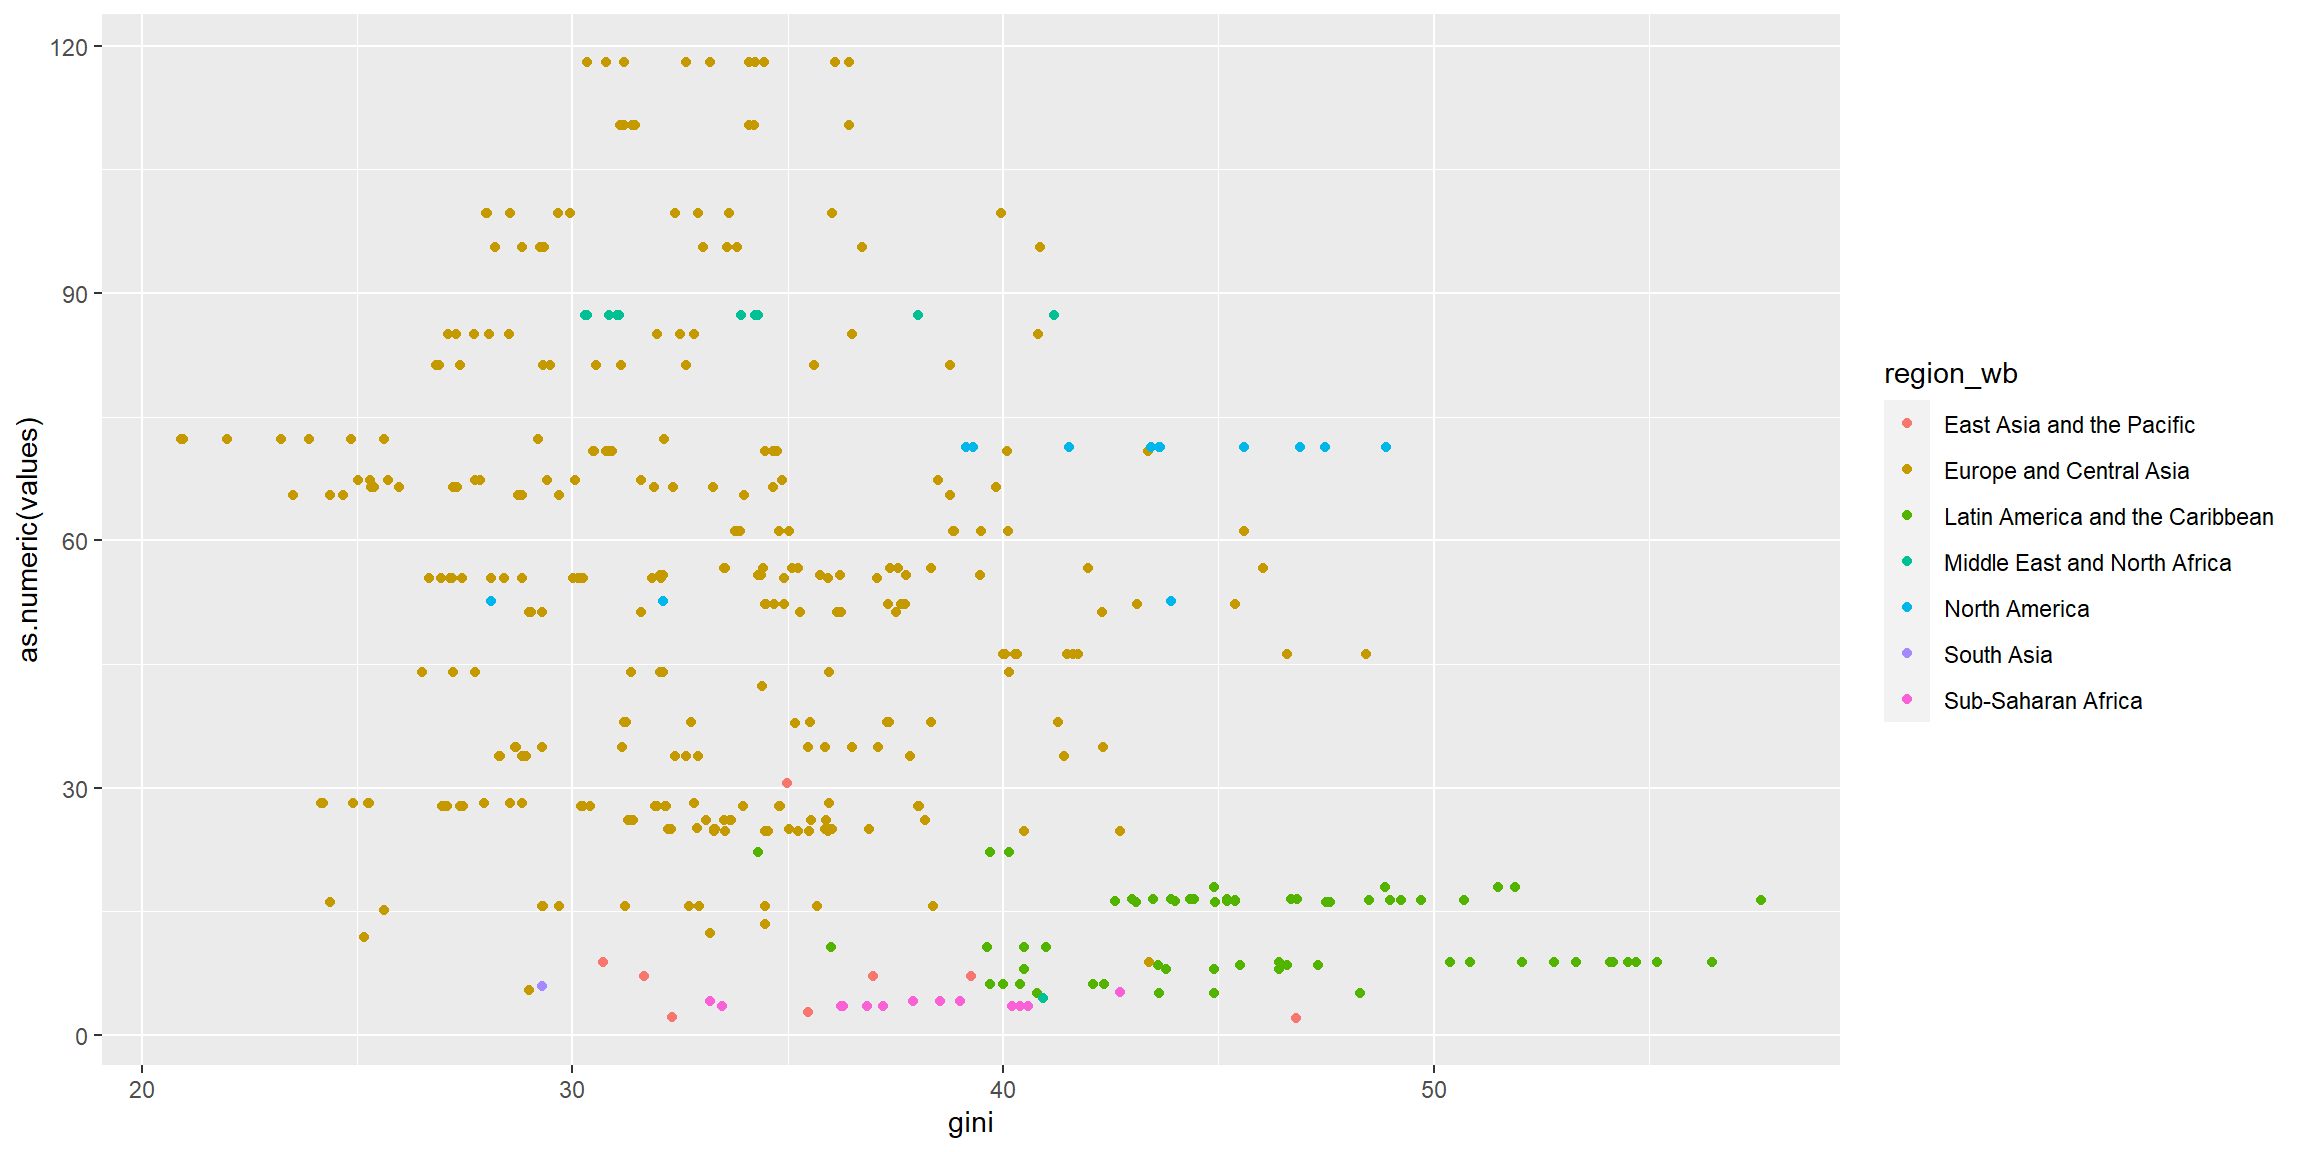 120
90
60
30
0
as.numeric(values)
20 30 40 50
gini
region_wb
East Asia and the Pacific
Europe and Central Asia
Latin America and the Caribbean
Middle East and North Africa
North America
South Asia
Sub-Saharan Africa